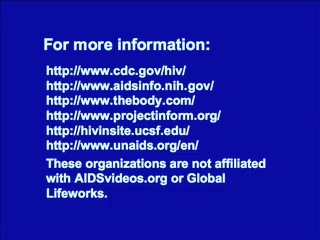 For more information:
http://www.cdc.gov/hiv/
http://www.aidsinfo.nih.gov/
http://www.thebody.com/
http://www.projectinform.org/
http://hivinsite.ucsf.edu/
http://www.unaids.org/en/
These organizations are not affiliated
with AIDSvideos.org or Global
Lifeworks.